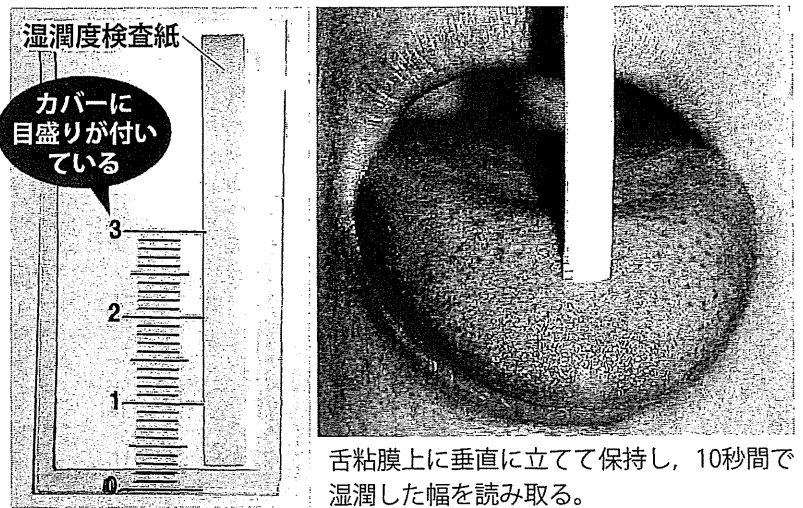 湿潤度検査紙
カバーに
目盛りが付い
ている
3
2
1
0
舌粘膜上に垂直に立てて保持し，10秒間で
湿潤した幅を読み取る。